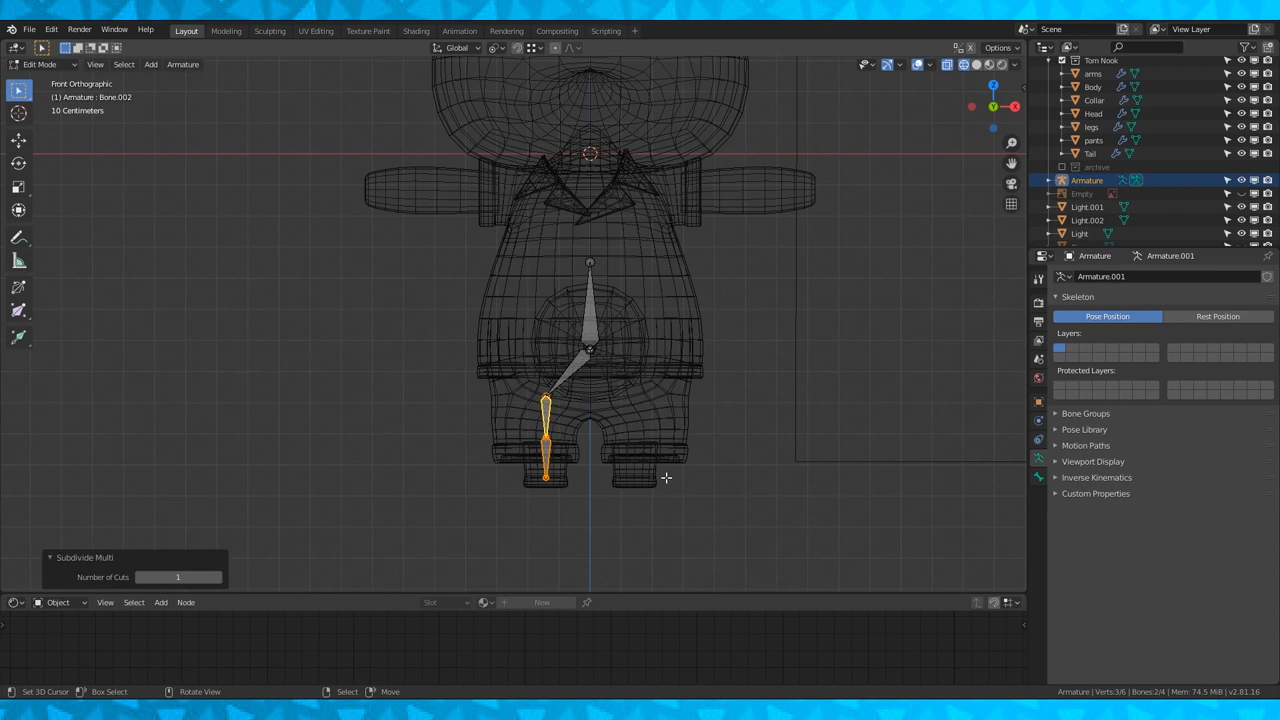 File Edit Render Window Help Layout Modeling Sculpting UV Editing Texture Paint Shading Animation Rendering Compositing Scripting + Scene View Layer
Global Options
Edit Mode View Select Add Armature
Front Orthographic
(1) Armature : Bone.002
10 Centimeters
Z
Y
X
Tom Nook
arms
Body
Collar
Head
legs
pants
Tail
archive
Armature
Empty
Light.001
Light.002
Light
Armature Armature.001
Armature.001
Skeleton
Pose Position Rest Position
Layers:
Protected Layers:
Bone Groups
Pose Library
Motion Paths
Viewport Display
Inverse Kinematics
Custom Properties
Subdivide Multi
Number of Cuts 1
Object View Select Add Node Slot New
Set 3D Cursor Box Select Rotate View Select Move Armature | Verts:3/6 | Bones:2/4 | Mem: 74.5 MiB | v2.81.16